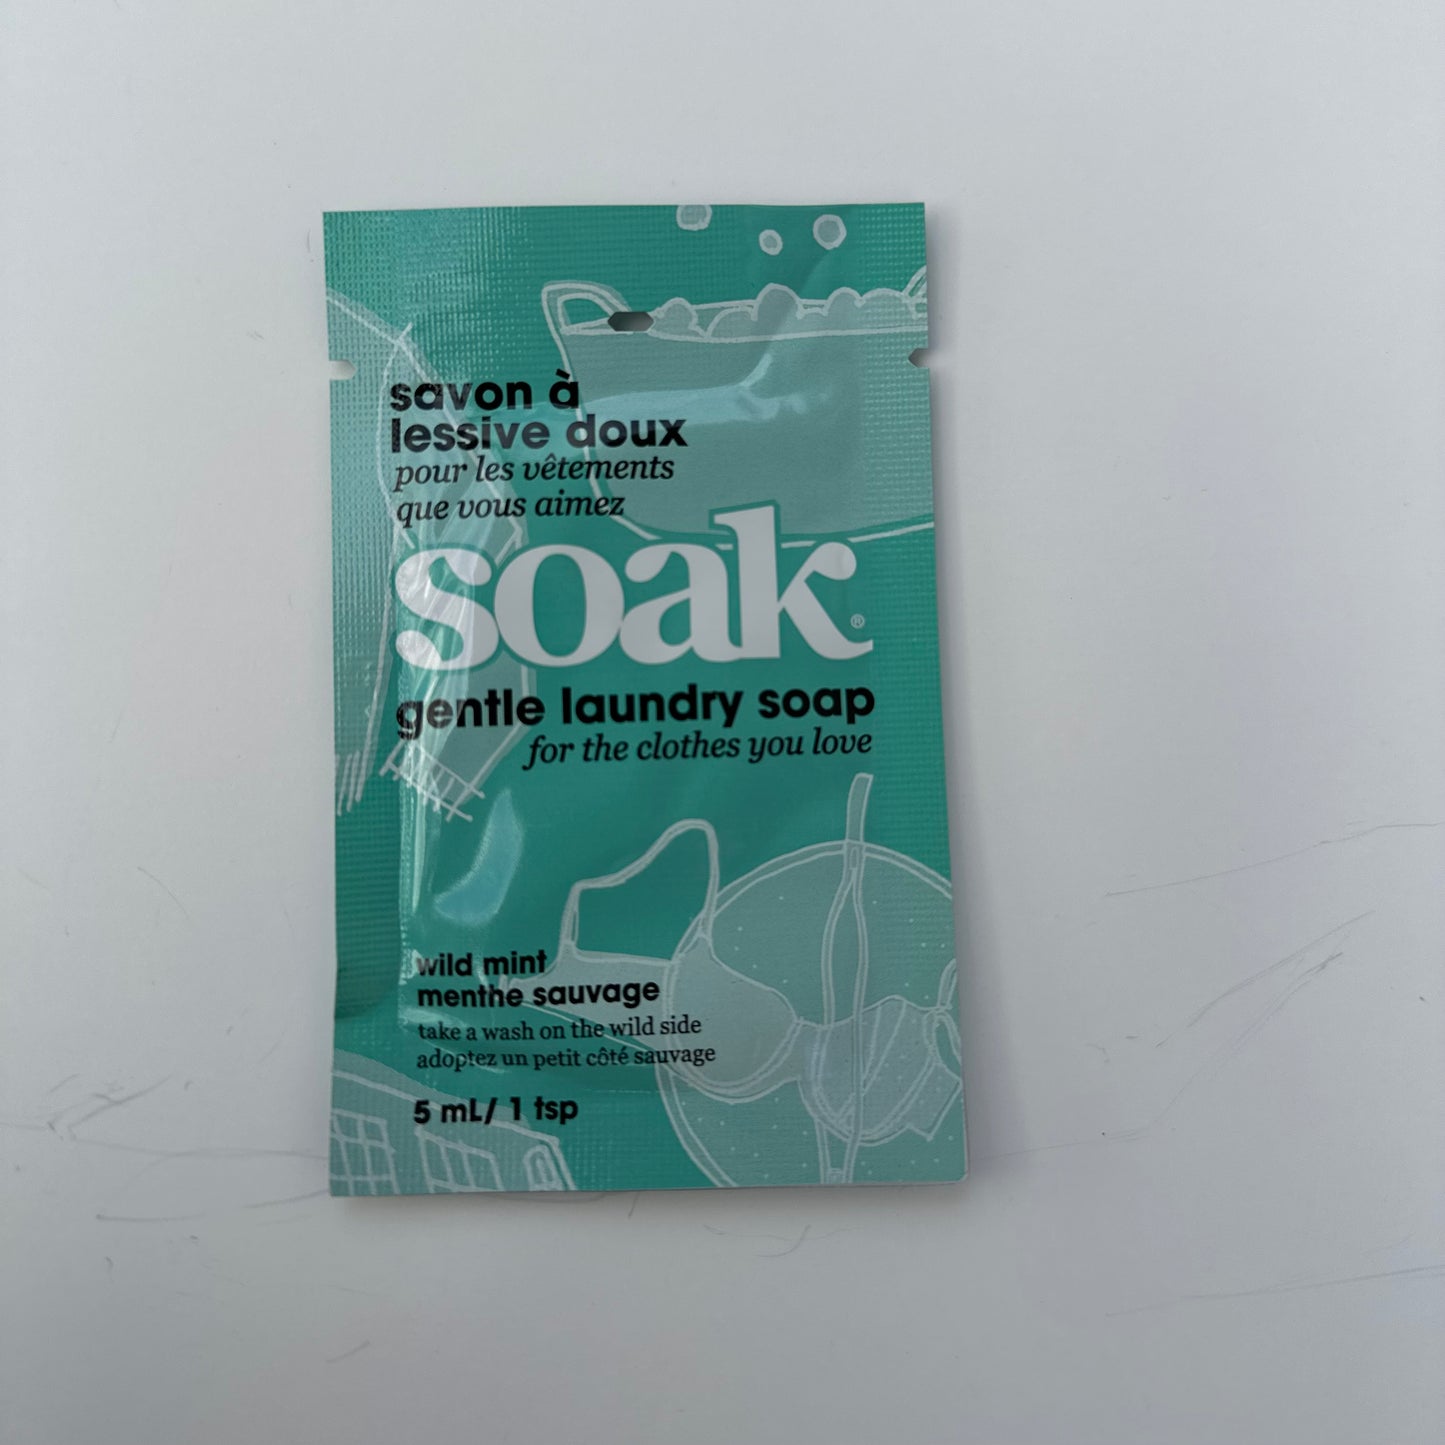 savon à
lessive doux
pour les vêtements
que vous aimez
soak®
gentle laundry soap
for the clothes you love
wild mint
menthe sauvage
take a wash on the wild side
adoptez un petit côté sauvage
5 mL/ 1 tsp